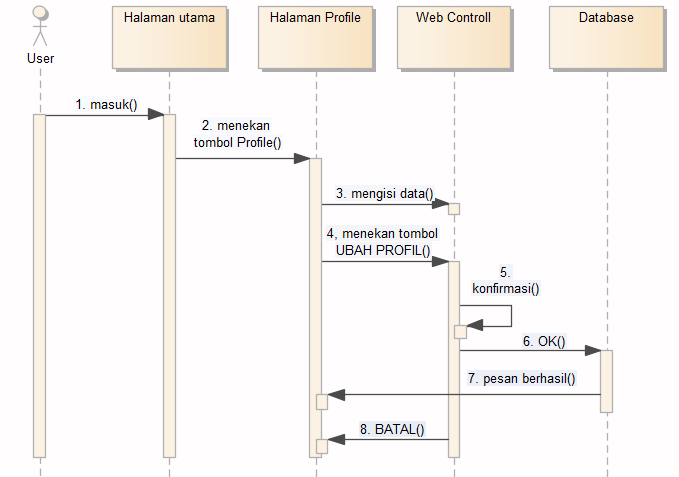 Halaman utama
Halaman Profile
Web Controll
Database
User
1. masuk()
2. menekan
tombol Profile()
3. mengisi data()
4, menekan tombol
UBAH PROFIL()
5.
konfirmasi()
6. OK()
7. pesan berhasil()
8. BATAL()